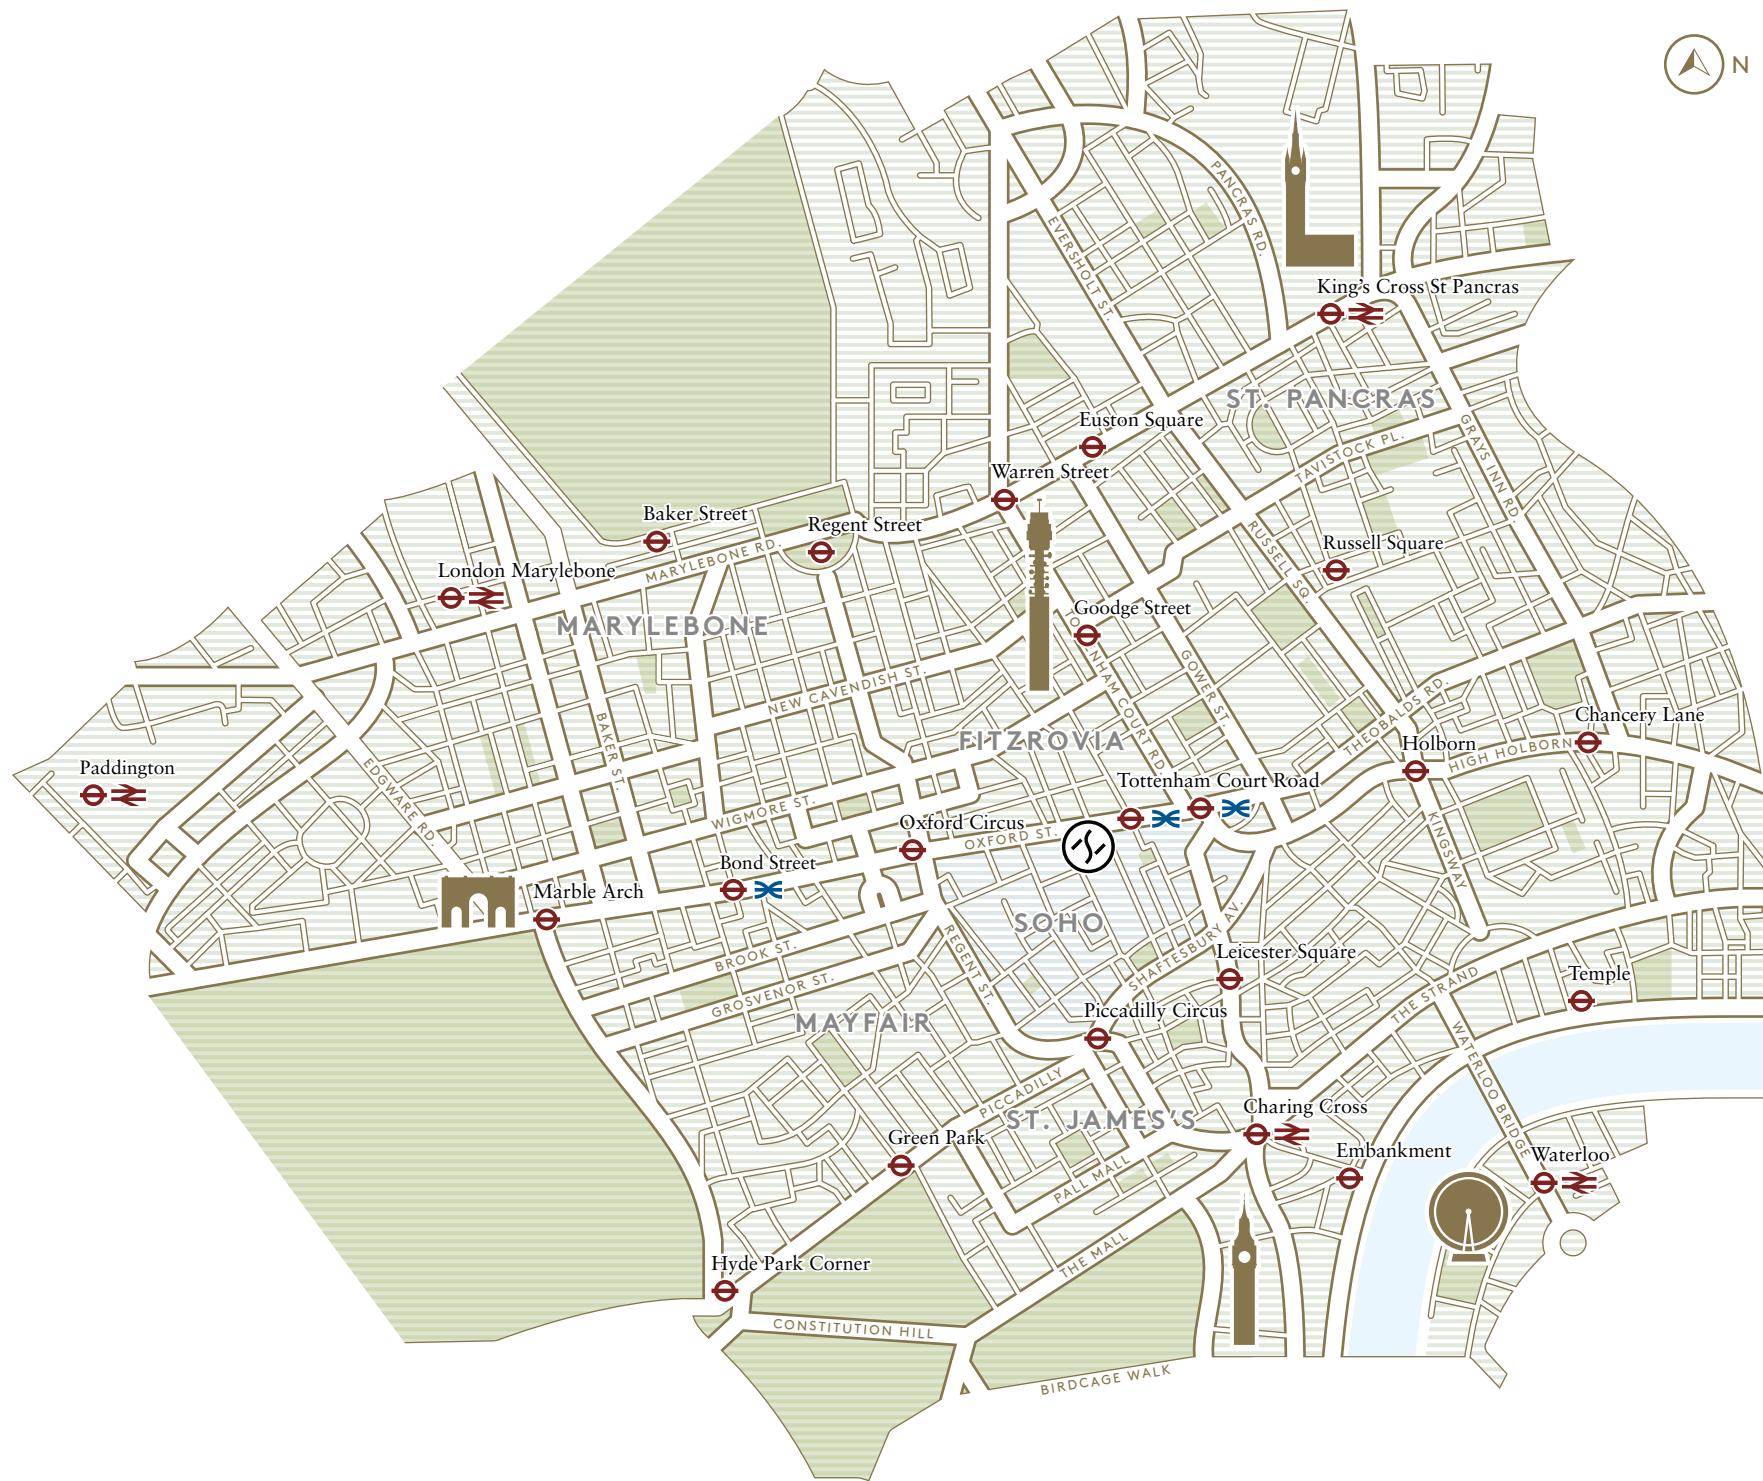 N
PANCRAS RD.
EVERSHOLT ST.
King's Cross St Pancras
ST. PANCRAS
Euston Square
GRAYS INN RD.
TAVISTOCK PL.
Warren Street
Baker Street
Regent Street
MARYLEBONE RD.
RUSSELL SQ.
Russell Square
London Marylebone
MARYLEBONE
Goodge Street
GOWER ST.
NEW CAVENDISH ST.
THEOBALDS RD.
NHAM COURT RD.
Chancery Lane
BAKER ST.
FITZROVIA
Holborn
HIGH HOLBORN
Paddington
EDGWARE RD.
Tottenham Court Road
WIGMORE ST.
Oxford Circus
OXFORD ST.
KINGSWAY
Bond Street
Marble Arch
SOHO
SHAFTESBURY AV.
BROOK ST.
REGENT ST.
Leicester Square
GROSVENOR ST.
THE STRAND
Temple
MAYFAIR
Piccadilly Circus
WATERLOO BRIDGE
PICCADILLY
ST. JAMES'S
Charing Cross
Green Park
Embankment
Waterloo
PALL MALL
THE MALL
Hyde Park Corner
CONSTITUTION HILL
BIRDCAGE WALK